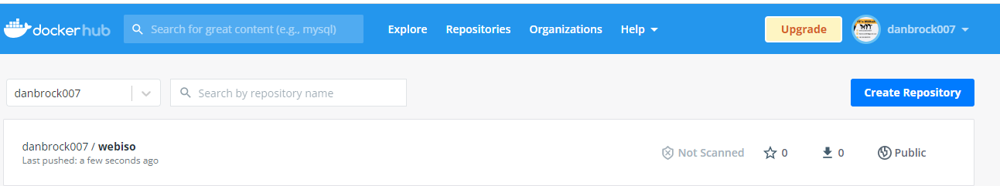 docker hub
Search for great content (e.g., mysql)
Explore
Repositories
Organizations
Help
Upgrade
danbrock007
danbrock007
Search by repository name
Create Repository
danbrock007 / webiso
Last pushed: a few seconds ago
Not Scanned
0
0
Public